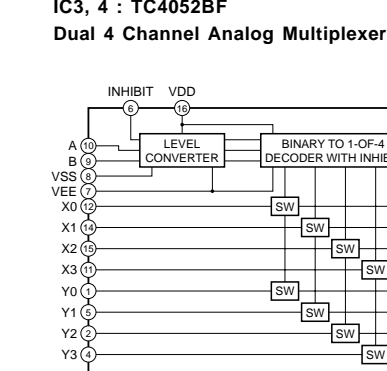 IC3, 4 : TC4052BF
Dual 4 Channel Analog Multiplexer
INHIBIT VDD
6 16
A 10
B 9
VSS 8
VEE 7
X0 12
X1 14
X2 15
X3 11
Y0 1
Y1 5
Y2 2
Y3 4
LEVEL
CONVERTER
BINARY TO 1-OF-4
DECODER WITH
SW
SW
SW
SW
SW
SW
SW
SW